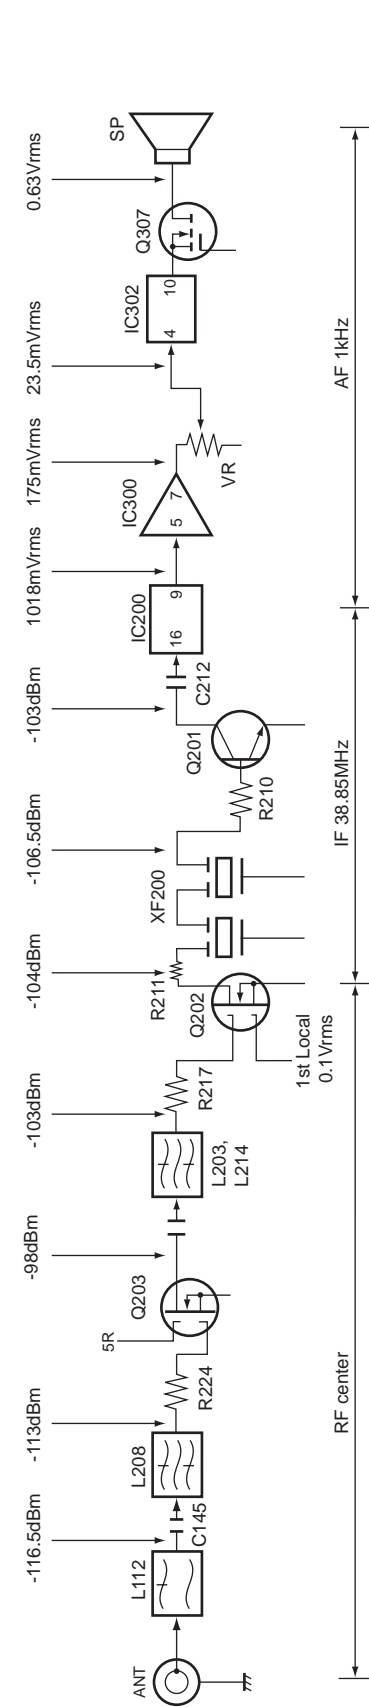 -116.5dBm
-113dBm
-98dBm
-103dBm
-104dBm
-106.5dBm
-103dBm
1018mVrms
175mVrms
23.5mVrms
0.63Vrms
ANT
L112
C145
L208
R224
5R
Q203
L203,
L214
R217
Q202
1st Local
0.1Vrms
R211
XF200
R210
Q201
C212
IC200
16
9
IC300
5
7
VR
IC302
4
10
Q307
SP
RF center
IF 38.85MHz
AF 1kHz